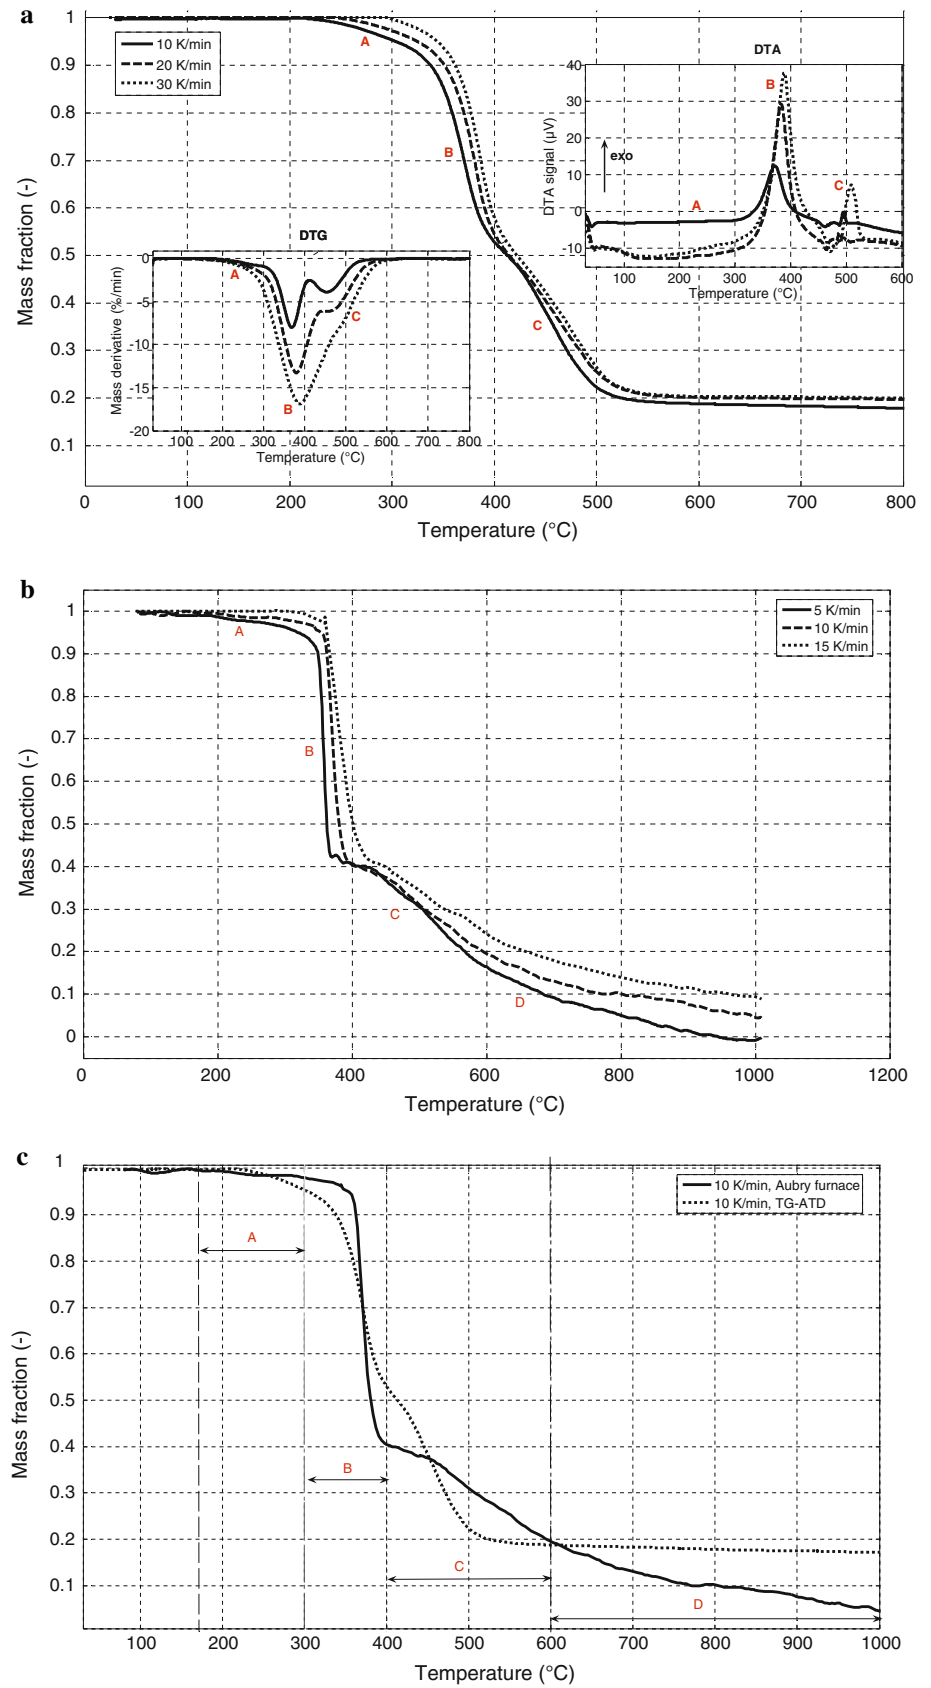 a
1
0.9
0.8
0.7
0.6
0.5
0.4
0.3
0.2
0.1
Mass fraction (-)
10 K/min
20 K/min
30 K/min
A
B
C
DTA
40
30
20
10
0
-10
DTA signal (µV)
exo
A
B
C
100 200 300 400 500 600
Temperature (°C)
DTG
0
-5
-10
-15
-20
Mass derivative (%/min)
A
B
C
100 200 300 400 500 600 700 800
Temperature (°C)
0 100 200 300 400 500 600 700 800
Temperature (°C)
b
1
0.9
0.8
0.7
0.6
0.5
0.4
0.3
0.2
0.1
0
Mass fraction (-)
5 K/min
10 K/min
15 K/min
A
B
C
D
0 200 400 600 800 1000 1200
Temperature (°C)
c
1
0.9
0.8
0.7
0.6
0.5
0.4
0.3
0.2
0.1
Mass fraction (-)
10 K/min, Aubry furnace
10 K/min, TG-ATD
A
B
C
D
100 200 300 400 500 600 700 800 900 1000
Temperature (°C)